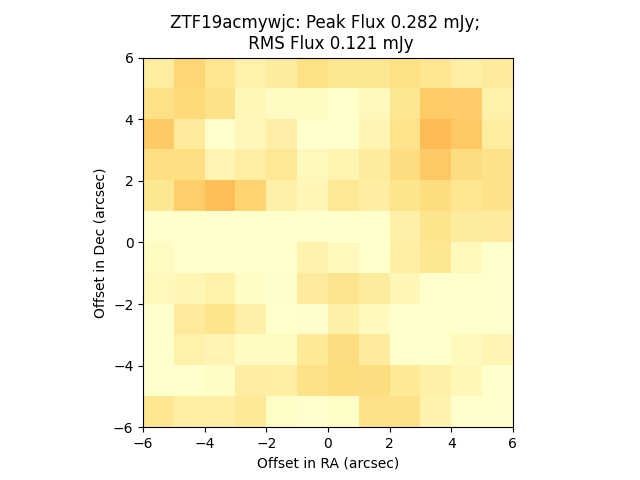 ZTF19acmywjc: Peak Flux 0.282 mJy;
RMS Flux 0.121 mJy
6
4
2
0
−2
−4
−6
Offset in Dec (arcsec)
−6 −4 −2 0 2 4 6
Offset in RA (arcsec)